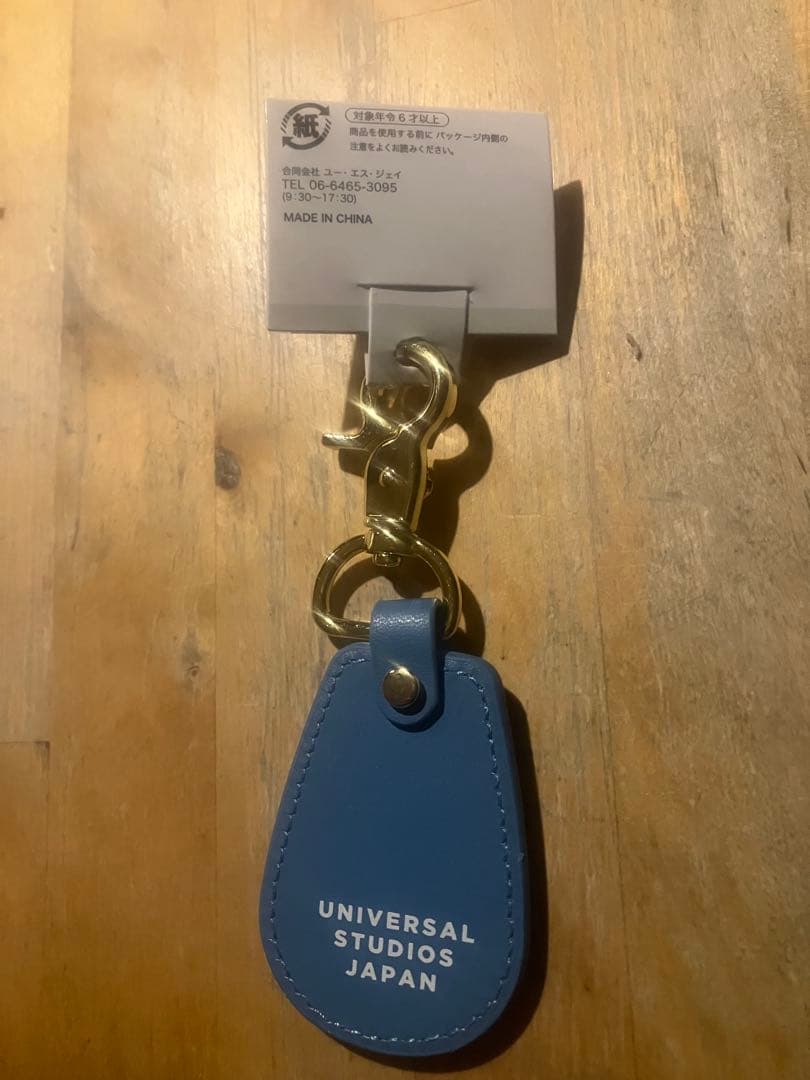 紙
対象年令6才以上
商品を使用する前に パッケージ内側の
注意をよくお読みください。
合同会社 ユー・エス・ジェイ
TEL 06-6465-3095
(9:30〜17:30)
MADE IN CHINA
UNIVERSAL
STUDIOS
JAPAN